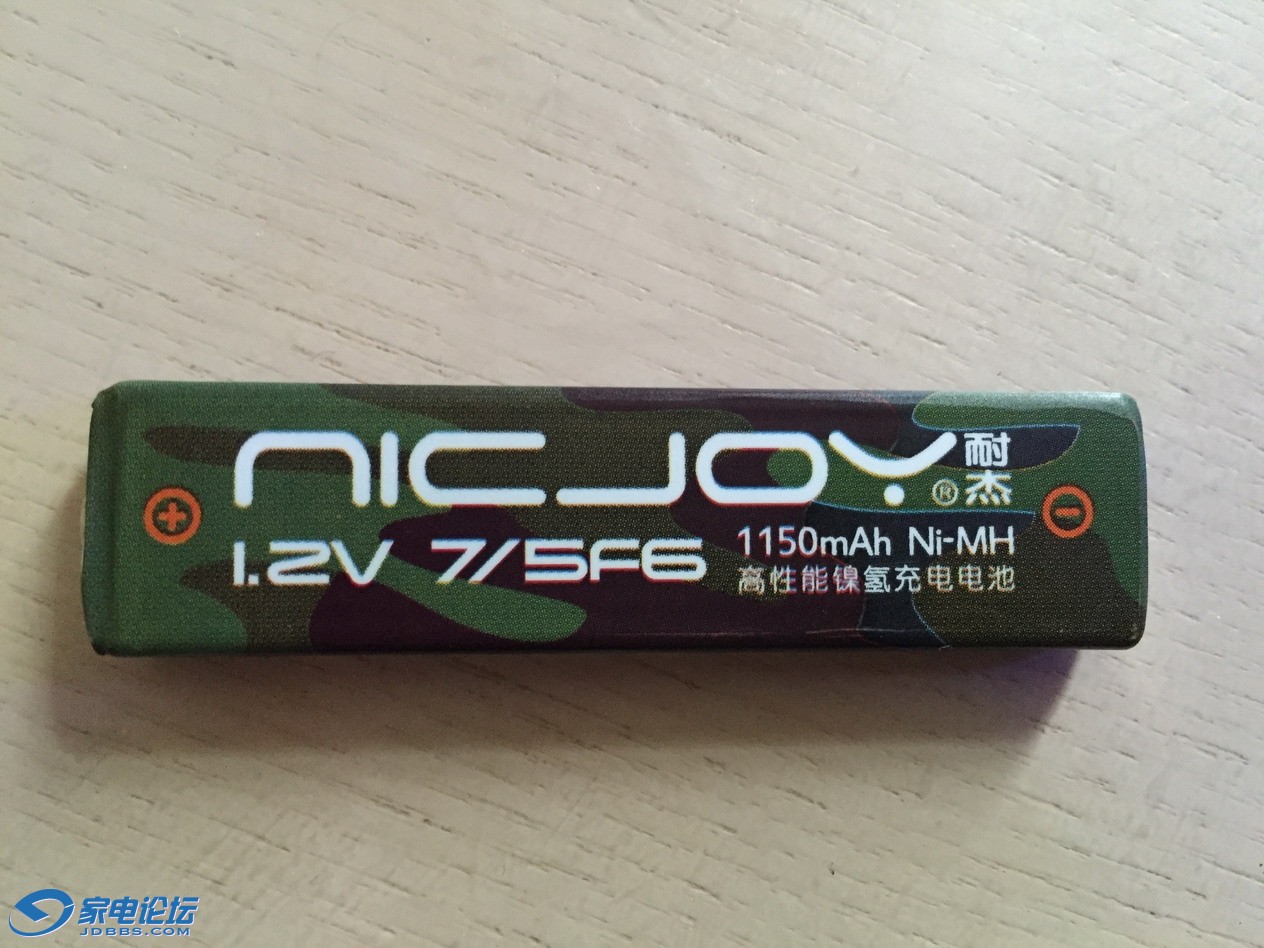 NICJOY® 耐杰
1.2V 7/5F6
1150mAh Ni-MH
高性能镍氢充电电池
家电论坛
JDBBS.COM